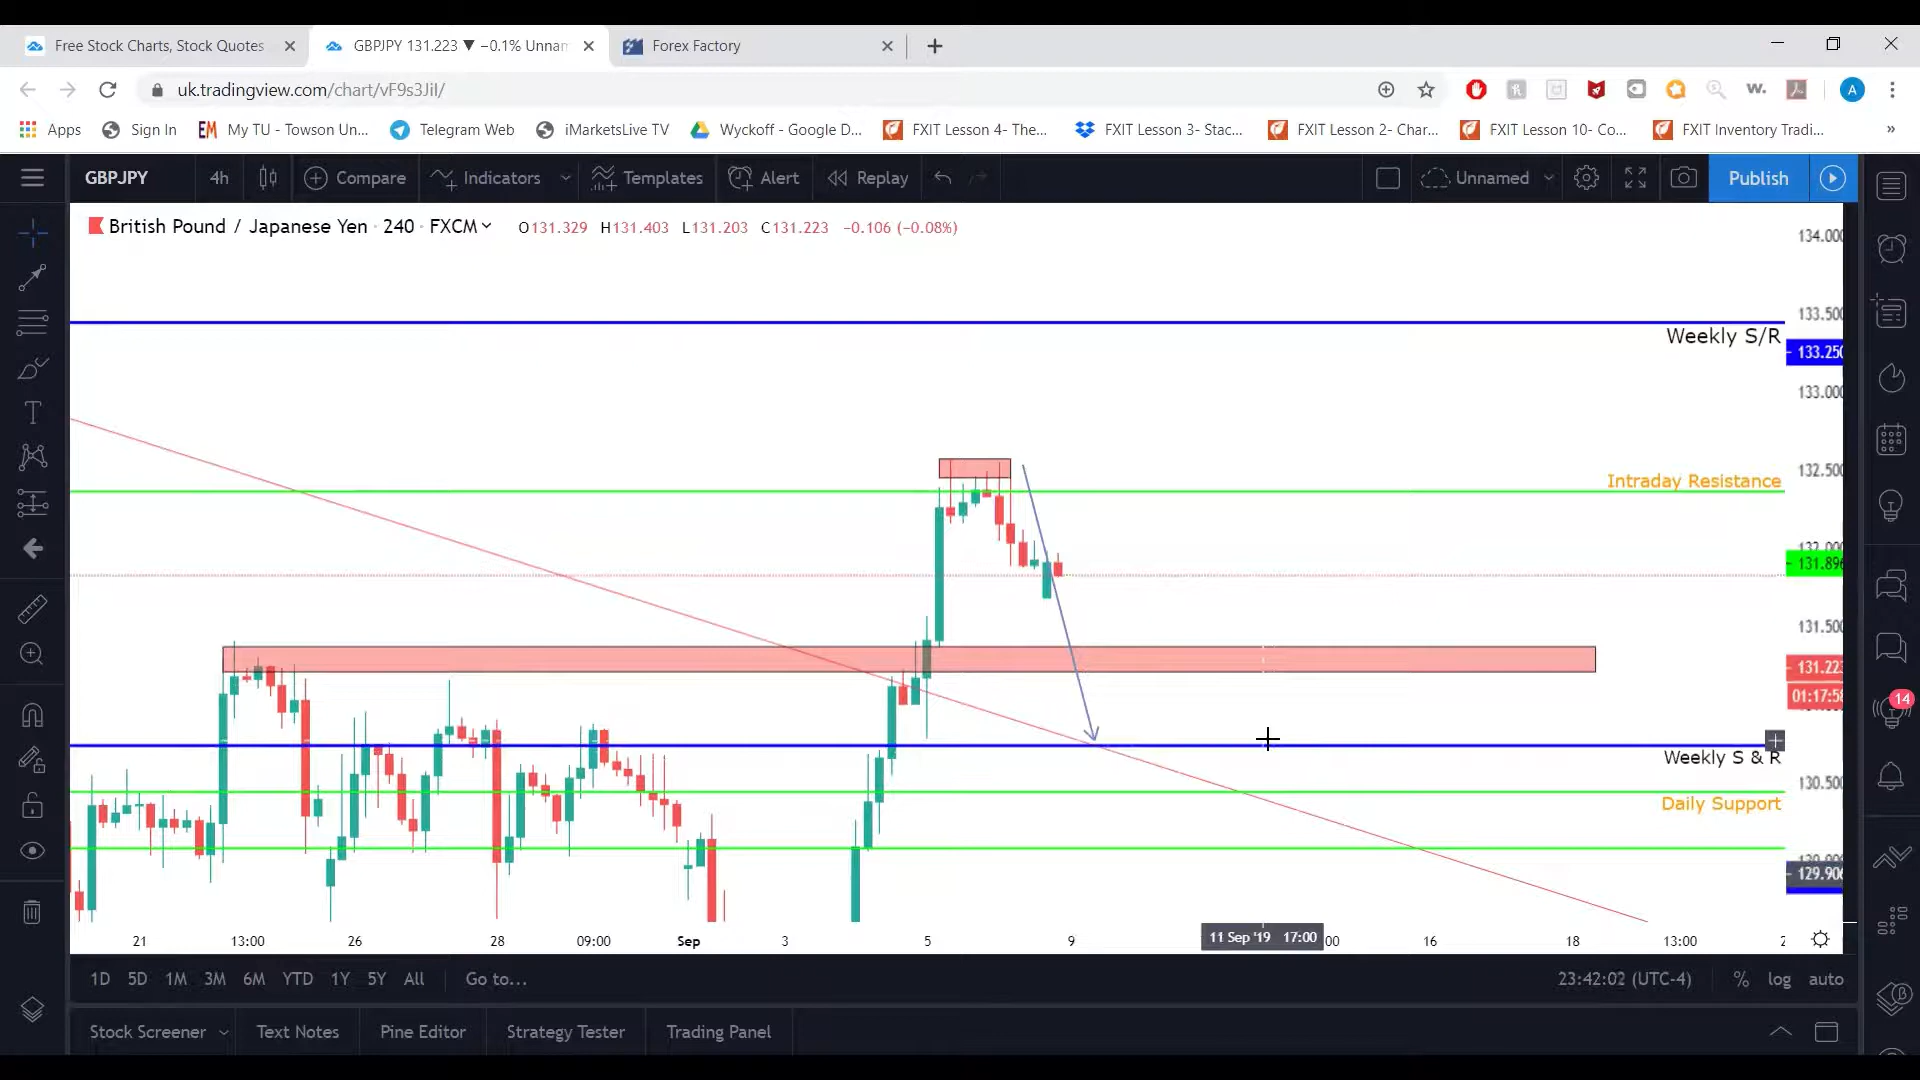 Free Stock Charts, Stock Quotes
GBPJPY 131.223 ▼ −0.1% Unnam
Forex Factory
uk.tradingview.com/chart/vF9s3JiI/
Apps
Sign In
My TU - Towson Un...
Telegram Web
iMarketsLive TV
Wyckoff - Google D...
FXIT Lesson 4- The...
FXIT Lesson 3- Stac...
FXIT Lesson 2- Char...
FXIT Lesson 10- Co...
FXIT Inventory Tradi...
GBPJPY
4h
Compare
Indicators
Templates
Alert
Replay
Unnamed
Publish
British Pound / Japanese Yen · 240 · FXCM
O131.329 H131.403 L131.203 C131.223 −0.106 (−0.08%)
134.000
133.500
Weekly S/R
133.250
133.000
132.500
Intraday Resistance
132.000
131.896
131.500
131.223
01:17:58
Weekly S & R
130.500
Daily Support
129.906
21
13:00
26
28
09:00
Sep
3
5
9
11 Sep '19 17:00
00
16
18
13:00
2
1D 5D 1M 3M 6M YTD 1Y 5Y All
Go to...
23:42:02 (UTC-4)
%
log
auto
Stock Screener
Text Notes
Pine Editor
Strategy Tester
Trading Panel
14
A
EM
w.